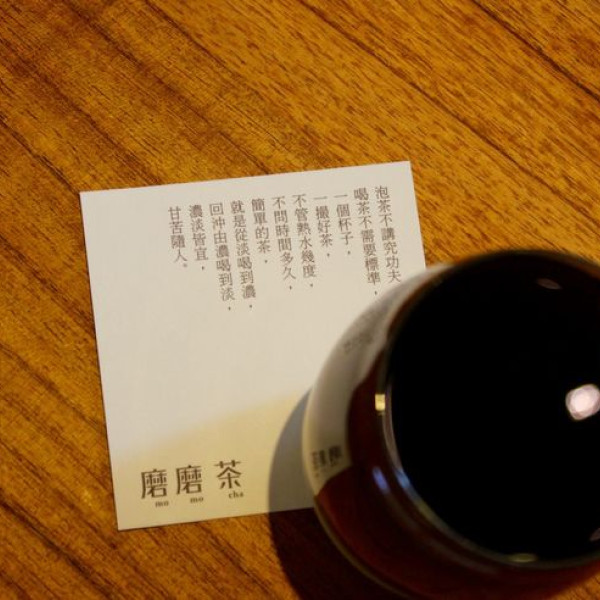 泡茶不講究功夫
喝茶不需要標準，
一個杯子，
一撮好茶，
不管熱水幾度，
不問時間多久，
簡單的茶，
就是從淡喝到濃，
回沖由濃喝到淡，
濃淡皆宜，
甘苦隨人。
磨磨茶
mo mo cha